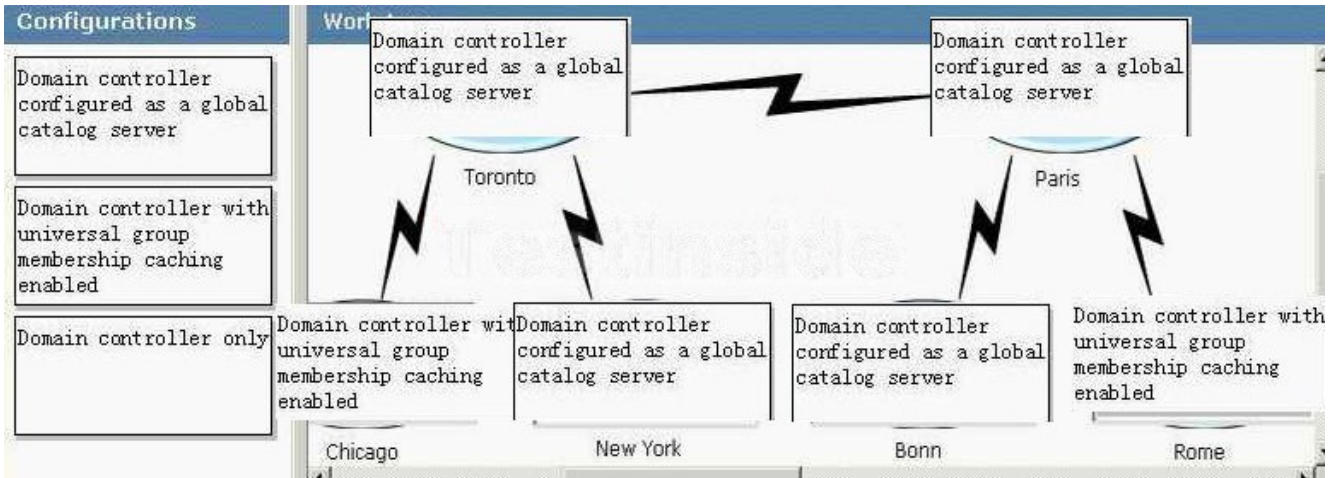 Configurations
Work
Domain controller
configured as a global
catalog server
Domain controller with
universal group
membership caching
enabled
Domain controller only
Domain controller
configured as a global
catalog server
Domain controller
configured as a global
catalog server
Toronto
Paris
Testinside
Domain controller wit
universal group
membership caching
enabled
Domain controller
configured as a global
catalog server
Domain controller
configured as a global
catalog server
Domain controller with
universal group
membership caching
enabled
Chicago
New York
Bonn
Rome